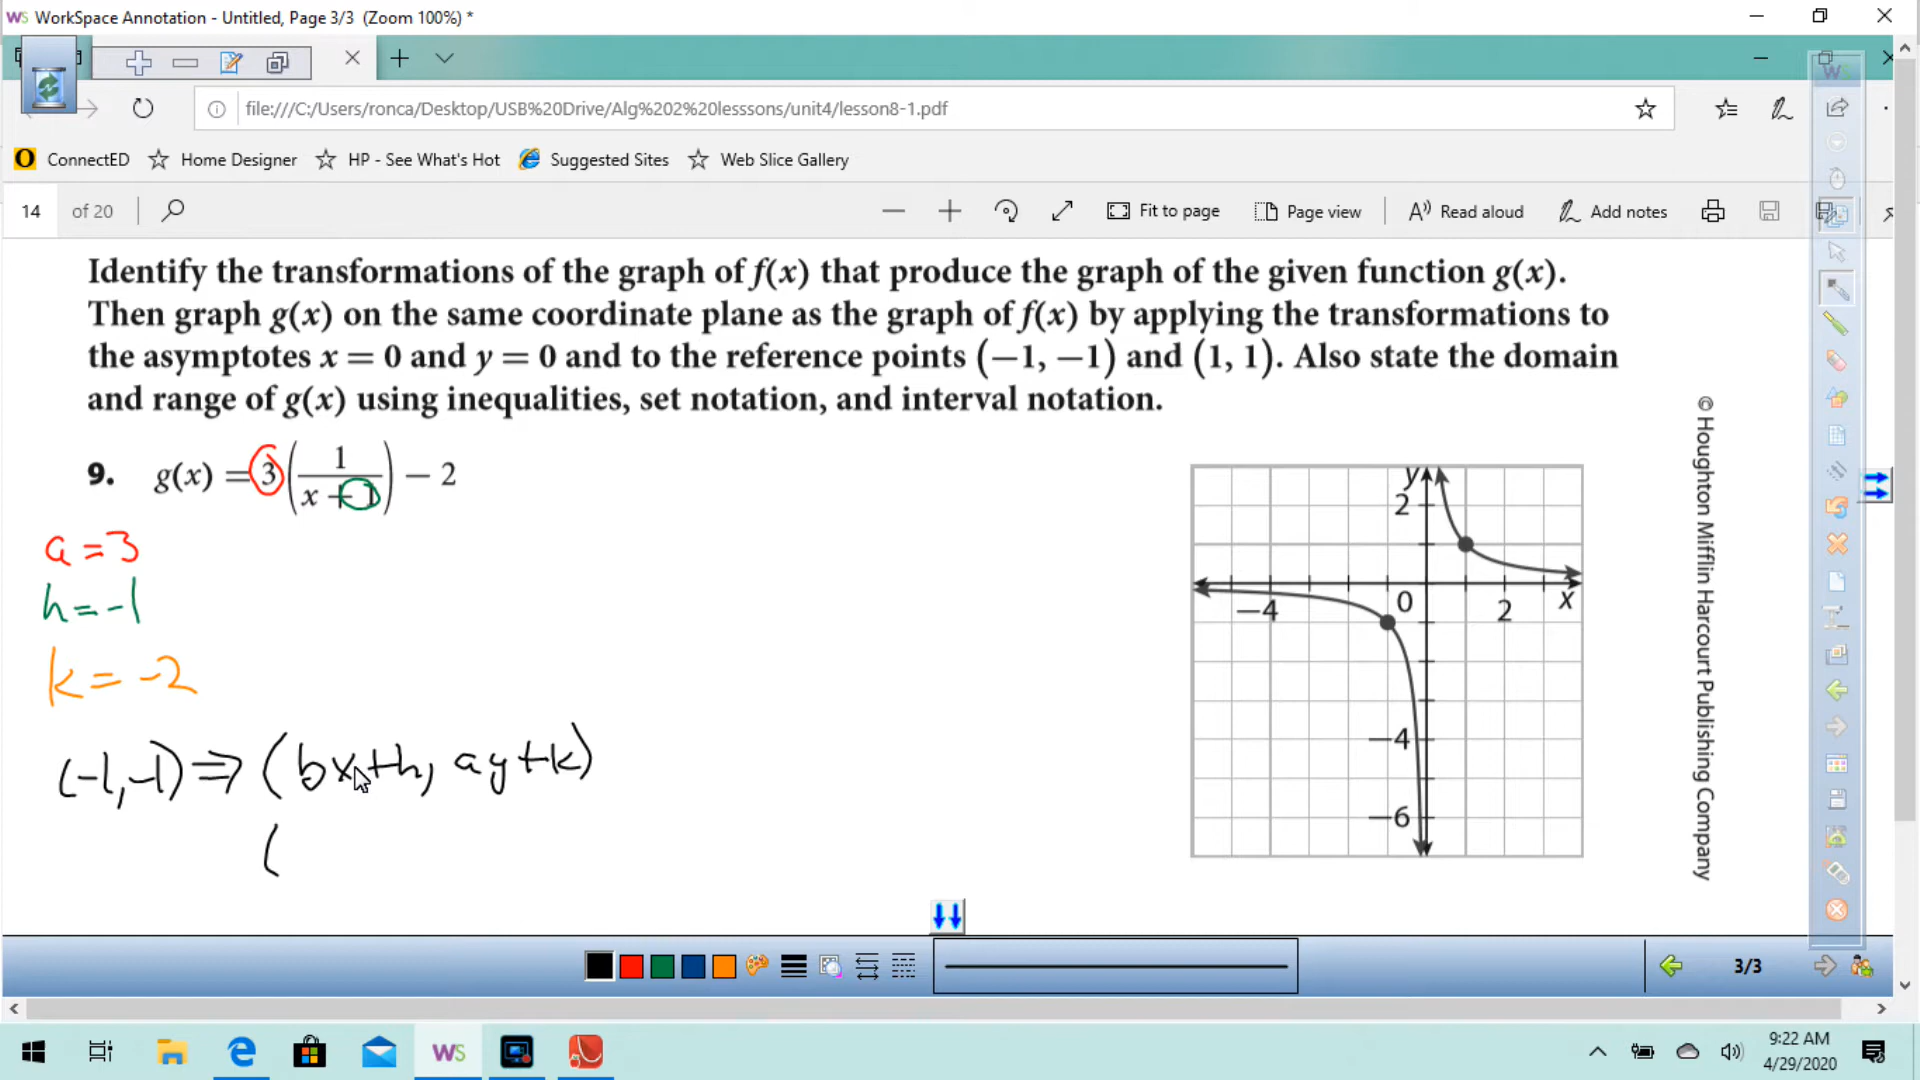 WS WorkSpace Annotation - Untitled, Page 3/3 (Zoom 100%) *
file:///C:/Users/ronca/Desktop/USB%20Drive/Alg%202%20lesssons/unit4/lesson8-1.pdf
ConnectED Home Designer HP - See What's Hot Suggested Sites Web Slice Gallery
14 of 20 Fit to page Page view Read aloud Add notes
Identify the transformations of the graph of f(x) that produce the graph of the given function g(x).
Then graph g(x) on the same coordinate plane as the graph of f(x) by applying the transformations to
the asymptotes x = 0 and y = 0 and to the reference points (−1, −1) and (1, 1). Also state the domain
and range of g(x) using inequalities, set notation, and interval notation.
9. g(x) = 3(1/(x + 1)) − 2
a = 3
h = -1
k = -2
(-1, -1) ⇒ (bx+h, ay+k)
(
y
2
−4 0 2 x
−4
−6
© Houghton Mifflin Harcourt Publishing Company
3/3
WS
9:22 AM
4/29/2020